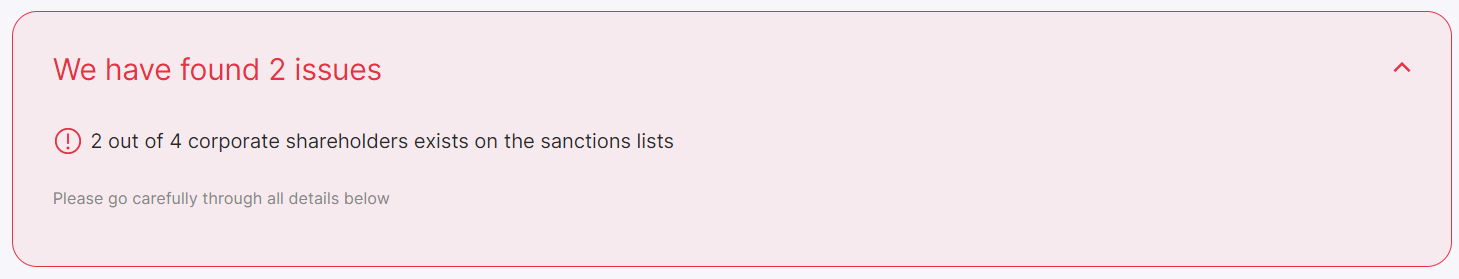 We have found 2 issues
2 out of 4 corporate shareholders exists on the sanctions lists
Please go carefully through all details below